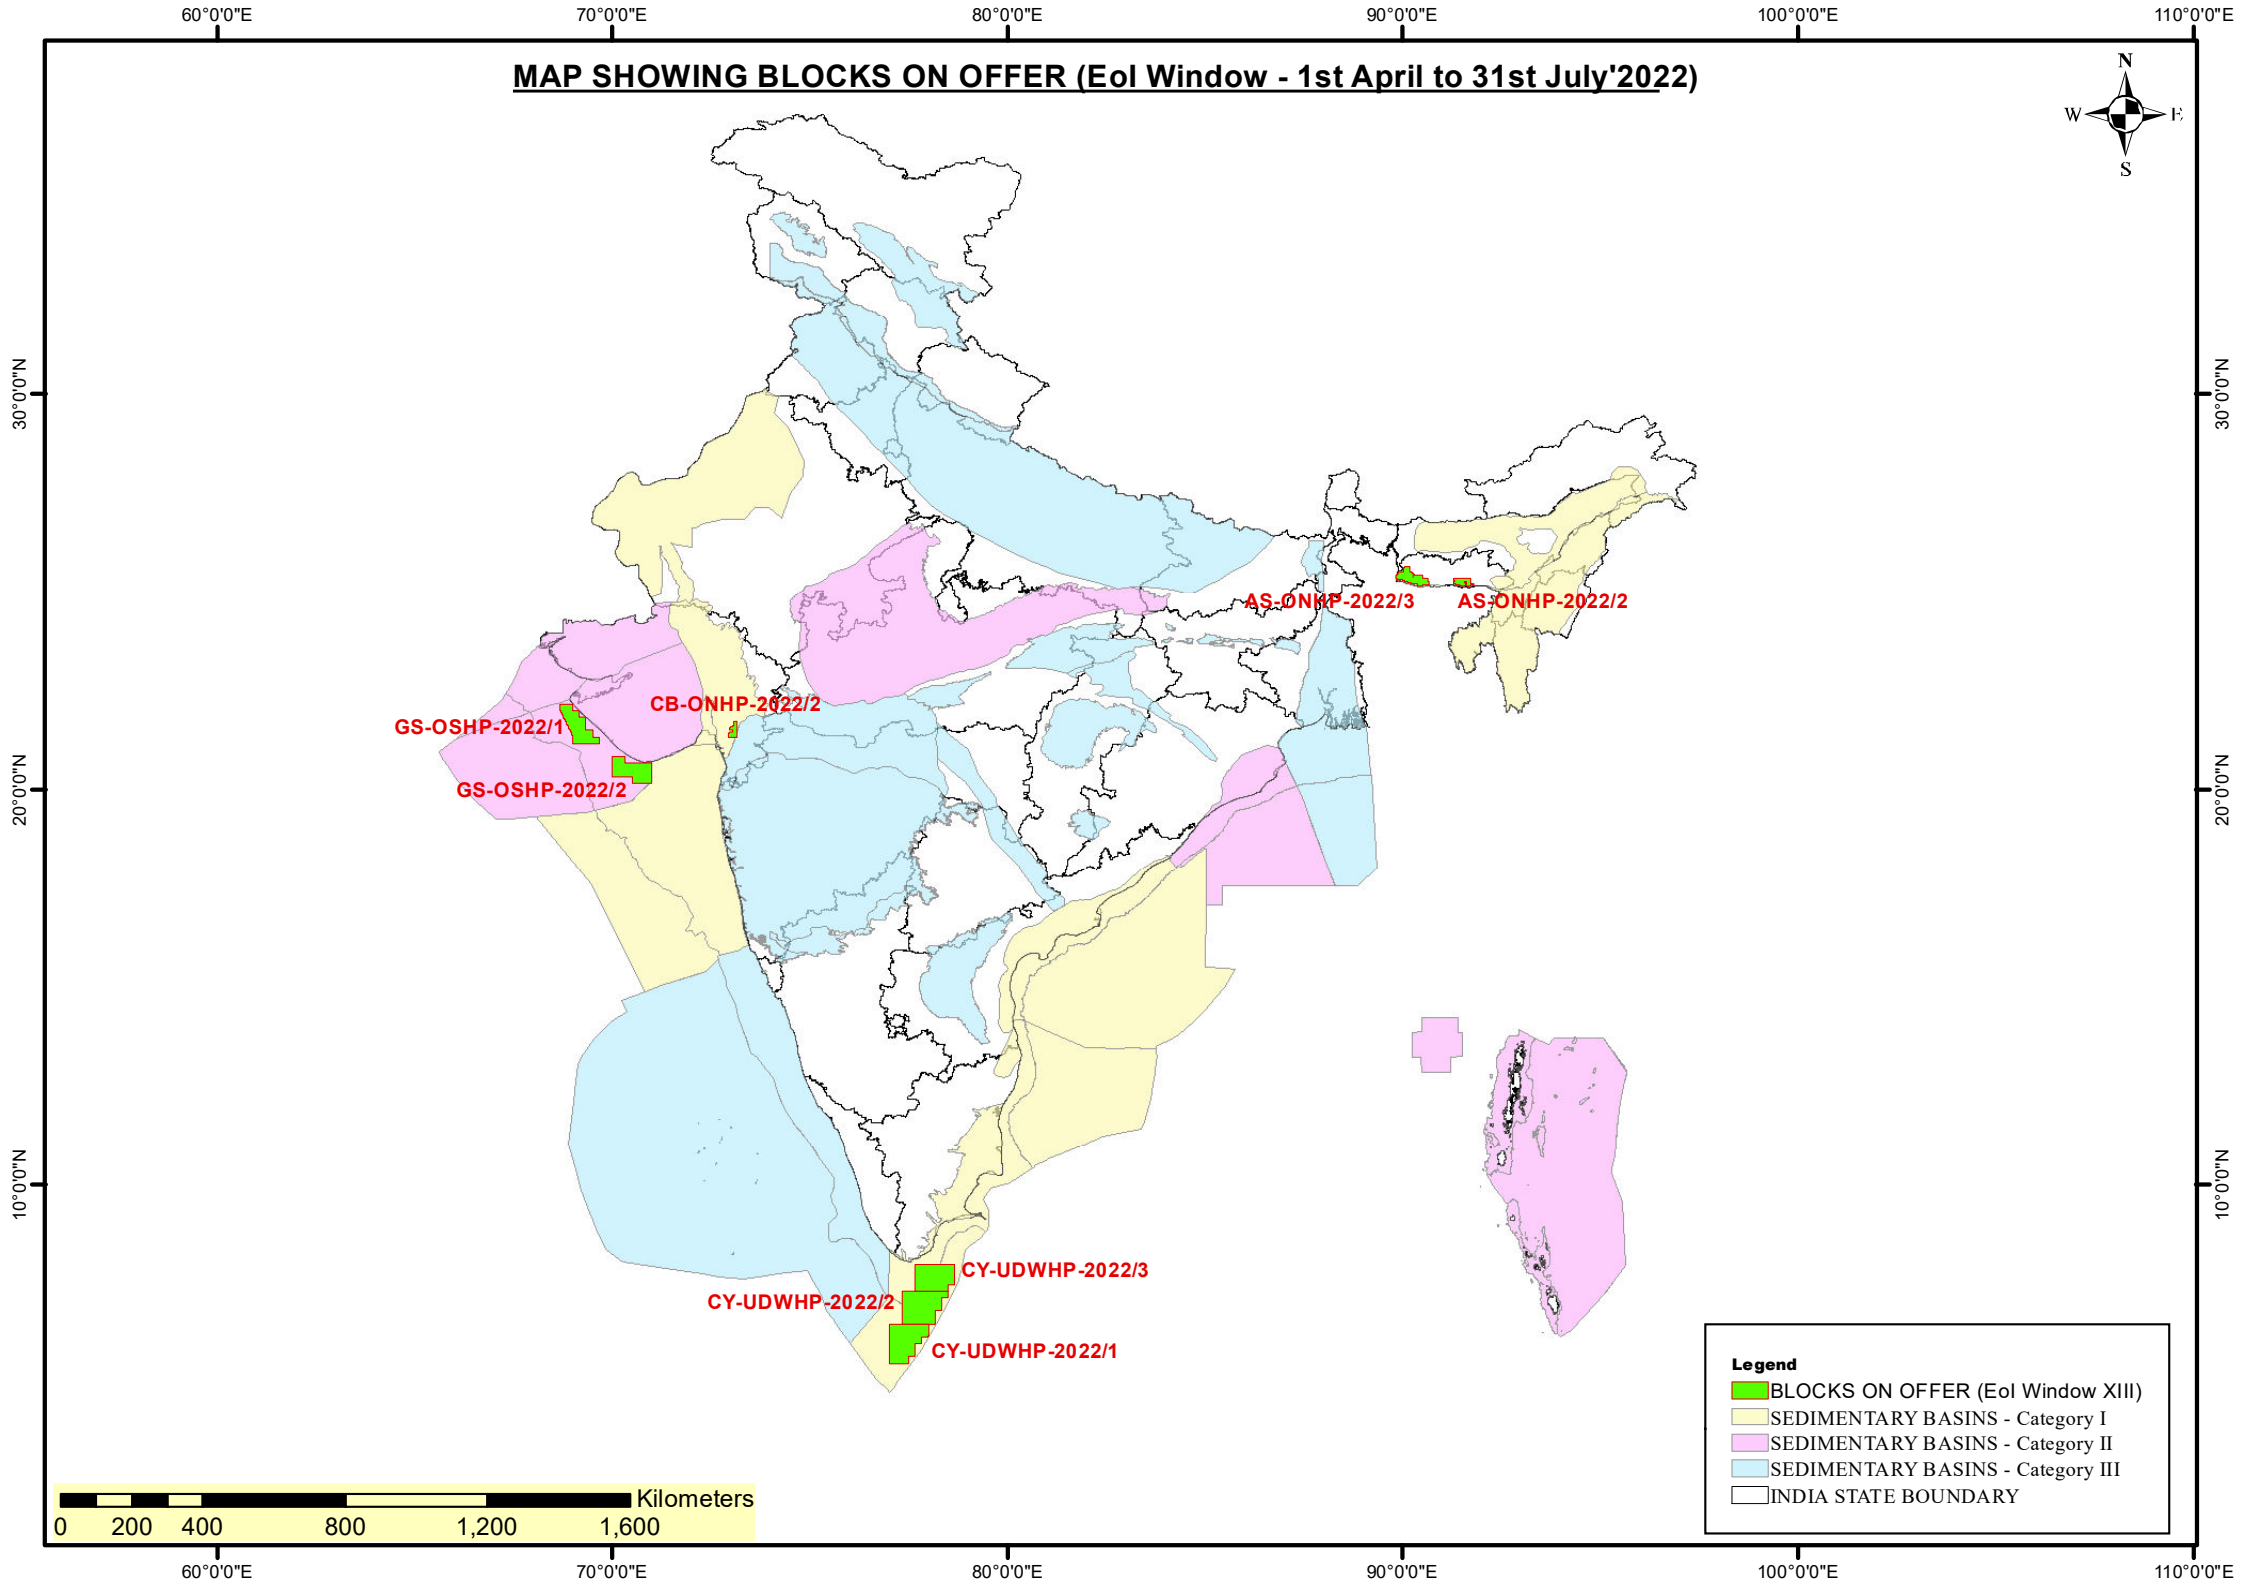 60°0'0"E
70°0'0"E
80°0'0"E
90°0'0"E
100°0'0"E
110°0'0"E
MAP SHOWING BLOCKS ON OFFER (EoI Window - 1st April to 31st July'2022)
N
W
E
S
30°0'0"N
30°0'0"N
AS-ONHP-2022/3
AS-ONHP-2022/2
CB-ONHP-2022/2
GS-OSHP-2022/1
GS-OSHP-2022/2
20°0'0"N
20°0'0"N
10°0'0"N
10°0'0"N
CY-UDWHP-2022/3
CY-UDWHP-2022/2
CY-UDWHP-2022/1
Legend
BLOCKS ON OFFER (EoI Window XIII)
SEDIMENTARY BASINS - Category I
SEDIMENTARY BASINS - Category II
SEDIMENTARY BASINS - Category III
INDIA STATE BOUNDARY
Kilometers
0 200 400 800 1,200 1,600
60°0'0"E
70°0'0"E
80°0'0"E
90°0'0"E
100°0'0"E
110°0'0"E